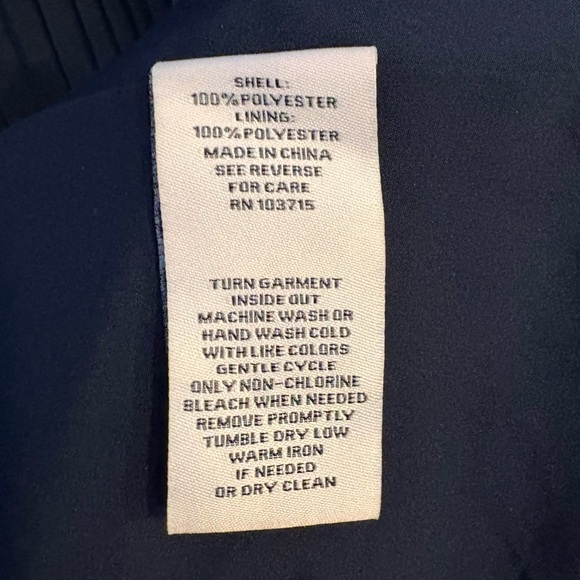 SHELL:
100%POLYESTER
LINING:
100%POLYESTER
MADE IN CHINA
SEE REVERSE
FOR CARE
RN 103715
TURN GARMENT
INSIDE OUT
MACHINE WASH OR
HAND WASH COLD
WITH LIKE COLORS
GENTLE CYCLE
ONLY NON-CHLORINE
BLEACH WHEN NEEDED
REMOVE PROMPTLY
TUMBLE DRY LOW
WARM IRON
IF NEEDED
OR DRY CLEAN